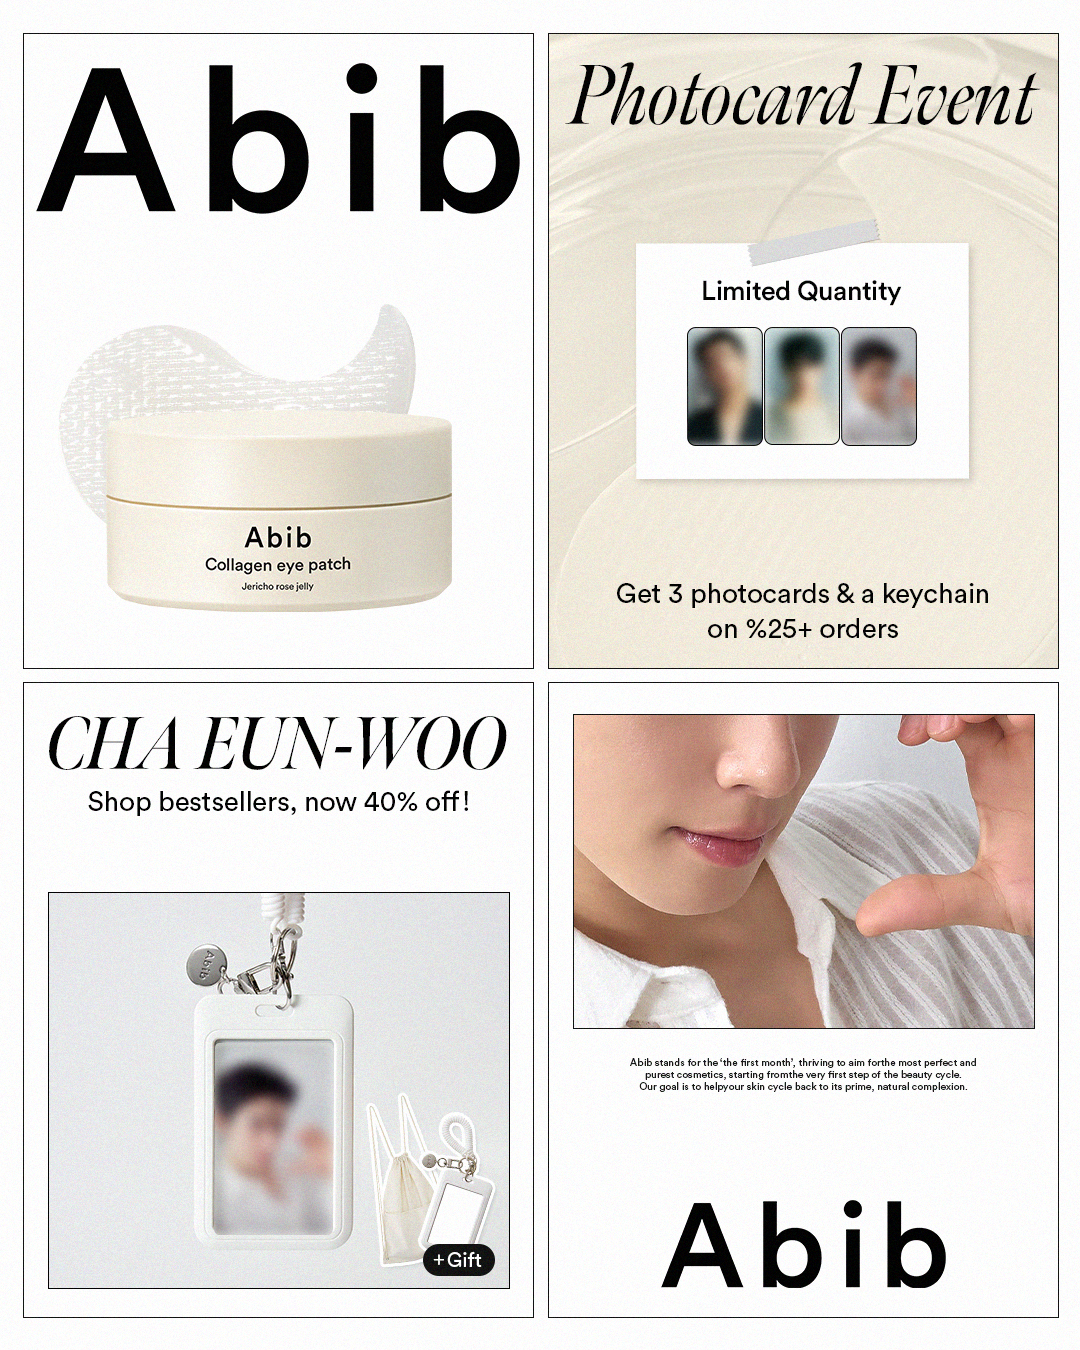 Abib
Abib
Collagen eye patch
Jericho rose jelly
Photocard Event
Limited Quantity
Get 3 photocards & a keychain
on %25+ orders
CHA EUN-WOO
Shop bestsellers, now 40% off!
Abib
+Gift
Abib stands for the ‘the first month’, thriving to aim forthe most perfect and
purest cosmetics, starting fromthe very first step of the beauty cycle.
Our goal is to helpyour skin cycle back to its prime, natural complexion.
Abib